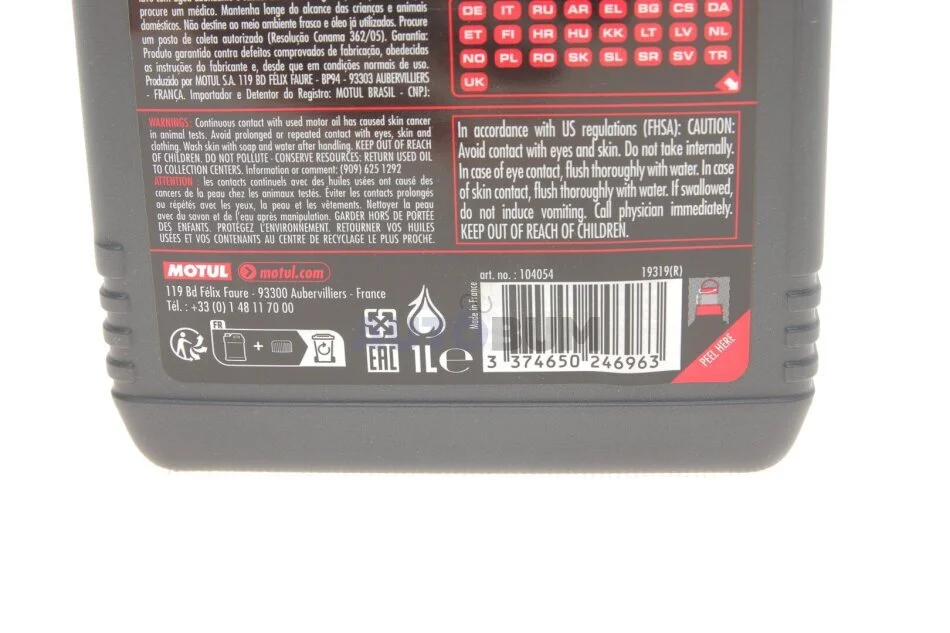 procure um médico. Mantenha longe do alcance das crianças e animais
domésticos. Não destine ao meio ambiente frasco e óleo já utilizados. Procure
um posto de coleta autorizado (Resolução Conama 362/05). Garantia:
Produto garantido contra defeitos comprovados de fabricação, obedecidas
as instruções do fabricante e, desde que em condições normais de uso.
Produzido por MOTUL S.A. 119 BD FÉLIX FAURE - BP94 - 93303 AUBERVILLIERS
- FRANÇA. Importador e Detentor do Registro: MOTUL BRASIL - CNPJ:
DE IT RU AR EL BG CS DA
ET FI HR HU KK LT LV NL
NO PL RO SK SL SR SV TR
UK
WARNINGS: Continuous contact with used motor oil has caused skin cancer
in animal tests. Avoid prolonged or repeated contact with eyes, skin and
clothing. Wash skin with soap and water after handling. KEEP OUT OF REACH
OF CHILDREN. DO NOT POLLUTE - CONSERVE RESOURCES: RETURN USED OIL
TO COLLECTION CENTERS. Information or comment: (909) 625 1292
ATTENTION : les contacts continuels avec des huiles usées ont causé des
cancers de la peau chez les animaux testés. Éviter les contacts prolongés
ou répétés avec les yeux, la peau et les vêtements. Nettoyer la peau
avec du savon et de l'eau après manipulation. GARDER HORS DE PORTÉE
DES ENFANTS. PROTÉGEZ L'ENVIRONNEMENT. RETOURNER VOS HUILES
USÉES ET VOS CONTENANTS AU CENTRE DE RECYCLAGE LE PLUS PROCHE.
In accordance with US regulations (FHSA): CAUTION:
Avoid contact with eyes and skin. Do not take internally.
In case of eye contact, flush thoroughly with water. In case
of skin contact, flush thoroughly with water. If swallowed,
do not induce vomiting. Call physician immediately.
KEEP OUT OF REACH OF CHILDREN.
MOTUL motul.com
119 Bd Félix Faure - 93300 Aubervilliers - France
Tél. : +33 (0) 1 48 11 70 00
FR
+
EAC
1L e
Made in France
art. no. : 104054
19319(R)
3 374650 246963
PEEL HERE